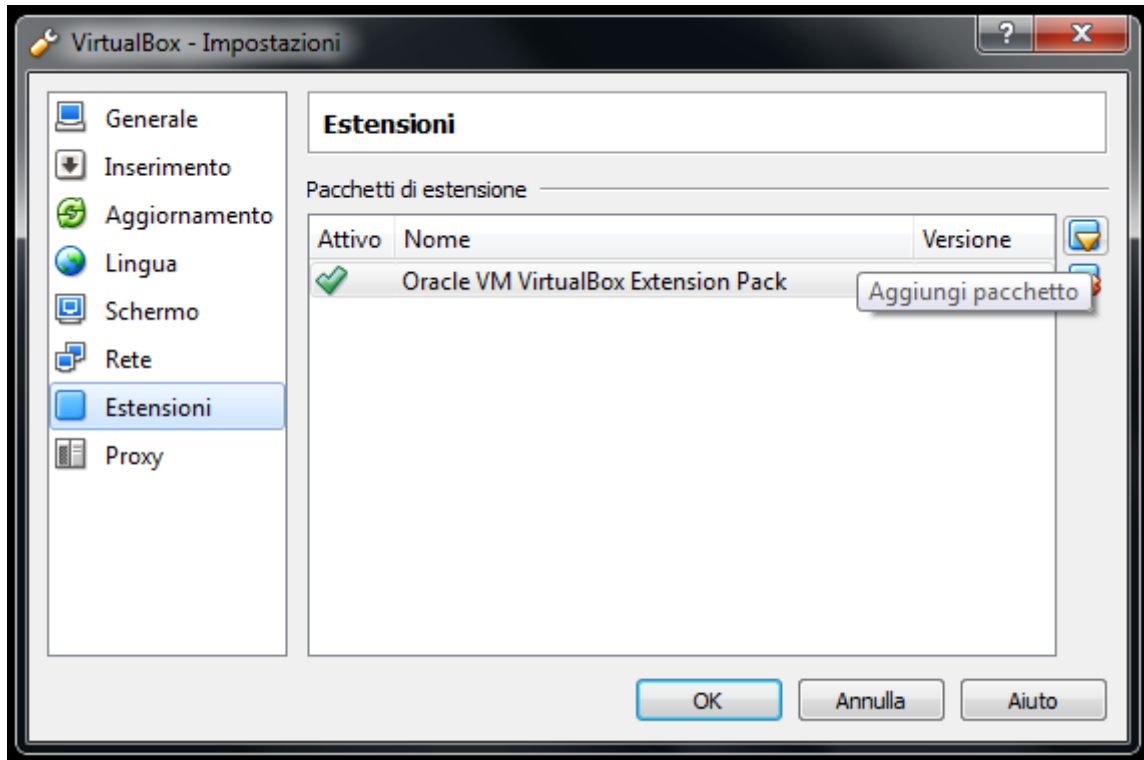 VirtualBox - Impostazioni
?
Generale
Inserimento
Aggiornamento
Lingua
Schermo
Rete
Estensioni
Proxy
Estensioni
Pacchetti di estensione
Attivo Nome Versione
Oracle VM VirtualBox Extension Pack
Aggiungi pacchetto
OK Annulla Aiuto